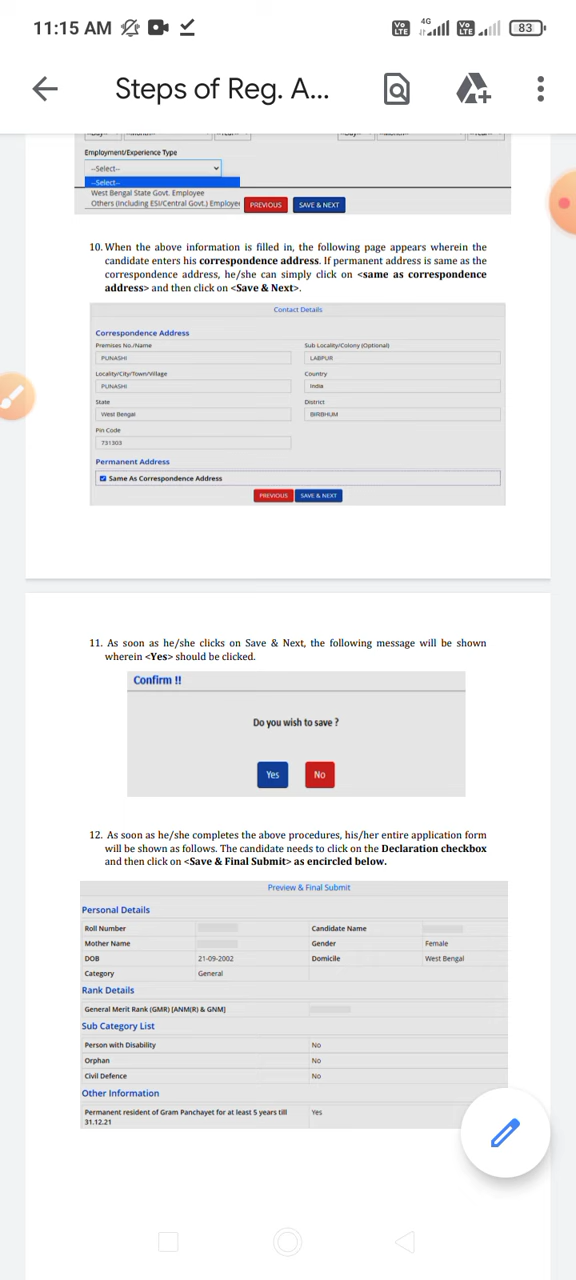 11:15 AM
Vo LTE 4G Vo LTE 83
Steps of Reg. A...
Employment/Experience Type
--Select--
--Select--
West Bengal State Govt. Employee
Others (Including ESI/Central Govt.) Employee
PREVIOUS SAVE & NEXT
10. When the above information is filled in, the following page appears wherein the
candidate enters his correspondence address. If permanent address is same as the
correspondence address, he/she can simply click on <same as correspondence
address> and then click on <Save & Next>.
Contact Details
Correspondence Address
Premises No./Name Sub Locality/Colony (Optional)
PUNASHI LABPUR
Locality/City/Town/Village Country
PUNASHI India
State District
West Bengal BIRBHUM
Pin Code
731303
Permanent Address
Same As Correspondence Address
PREVIOUS SAVE & NEXT
11. As soon as he/she clicks on Save & Next, the following message will be shown
wherein <Yes> should be clicked.
Confirm !!
Do you wish to save ?
Yes No
12. As soon as he/she completes the above procedures, his/her entire application form
will be shown as follows. The candidate needs to click on the Declaration checkbox
and then click on <Save & Final Submit> as encircled below.
Preview & Final Submit
Personal Details
Roll Number Candidate Name
Mother Name Gender Female
DOB 21-09-2002 Domicile West Bengal
Category General
Rank Details
General Merit Rank (GMR) [ANM(R) & GNM]
Sub Category List
Person with Disability No
Orphan No
Civil Defence No
Other Information
Permanent resident of Gram Panchayet for at least 5 years till Yes
31.12.21